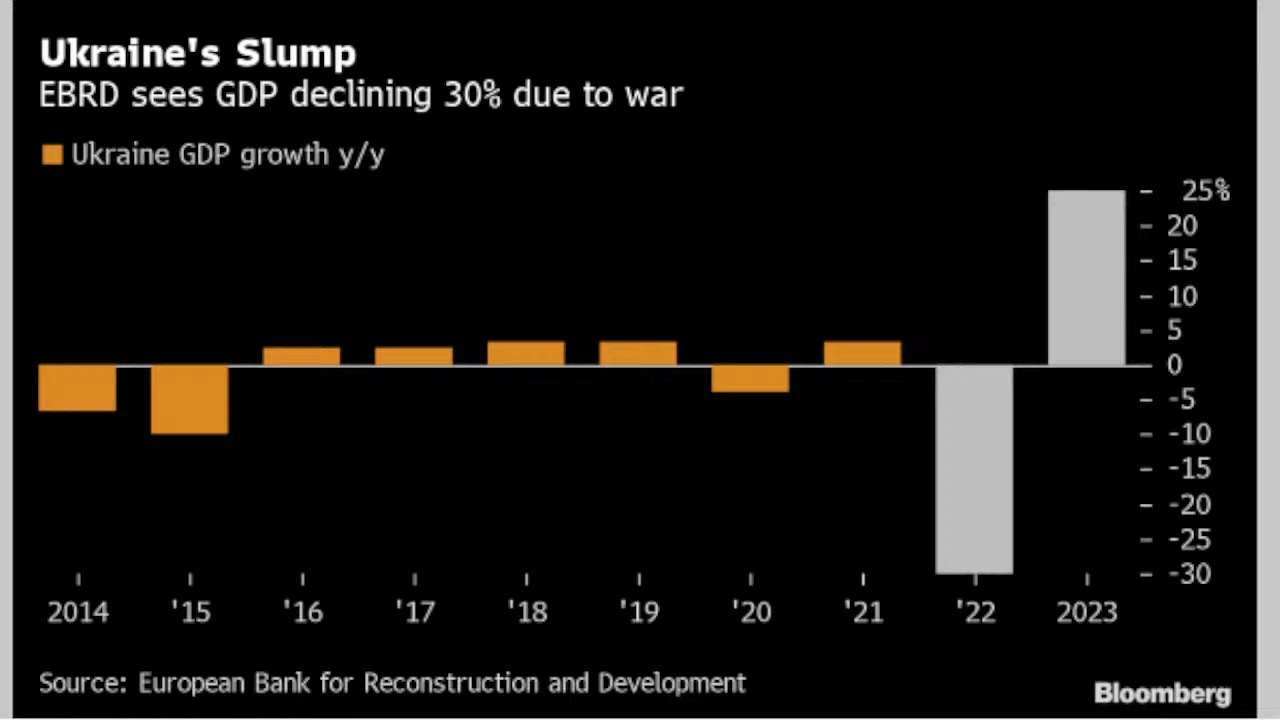 Ukraine's Slump
EBRD sees GDP declining 30% due to war
Ukraine GDP growth y/y
25%
20
15
10
5
0
-5
-10
-15
-20
-25
-30
2014 '15 '16 '17 '18 '19 '20 '21 '22 2023
Source: European Bank for Reconstruction and Development
Bloomberg